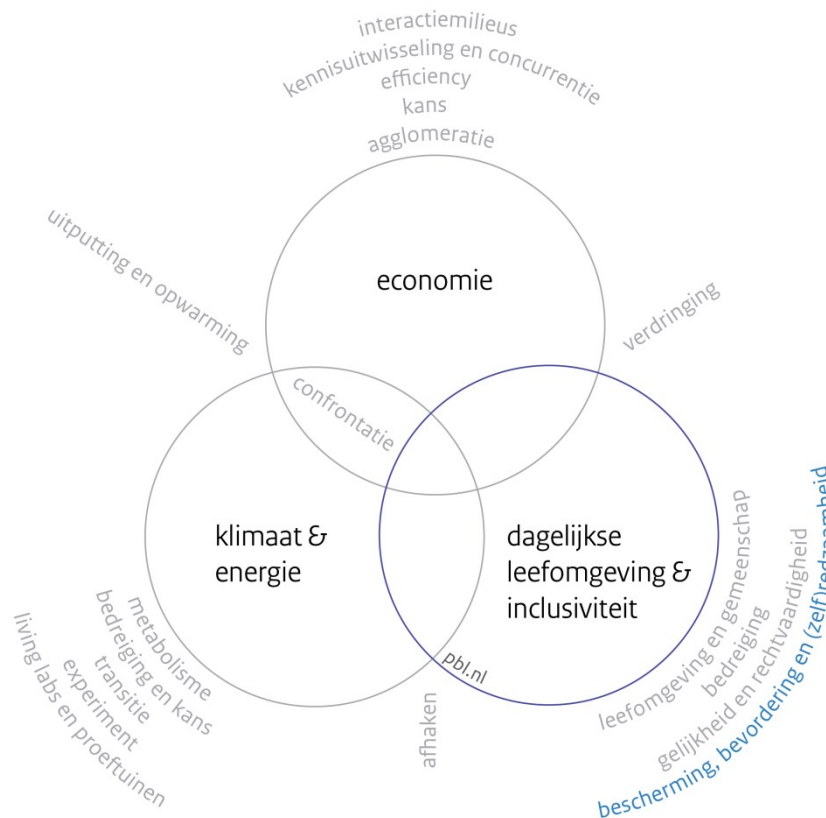 interactiemilieus
kennisuitwisseling en concurrentie
efficiency
kans
agglomeratie
uitputting en opwarming
economie
verdringing
confrontatie
klimaat &
energie
dagelijkse
leefomgeving &
inclusiviteit
metabolisme
bedreiging en kans
transitie
experiment
living labs en proeftuinen
pbl.nl
afhaken
leefomgeving en gemeenschap
bedreiging
gelijkheid en rechtvaardigheid
bescherming, bevordering en (zelf)redzaamheid